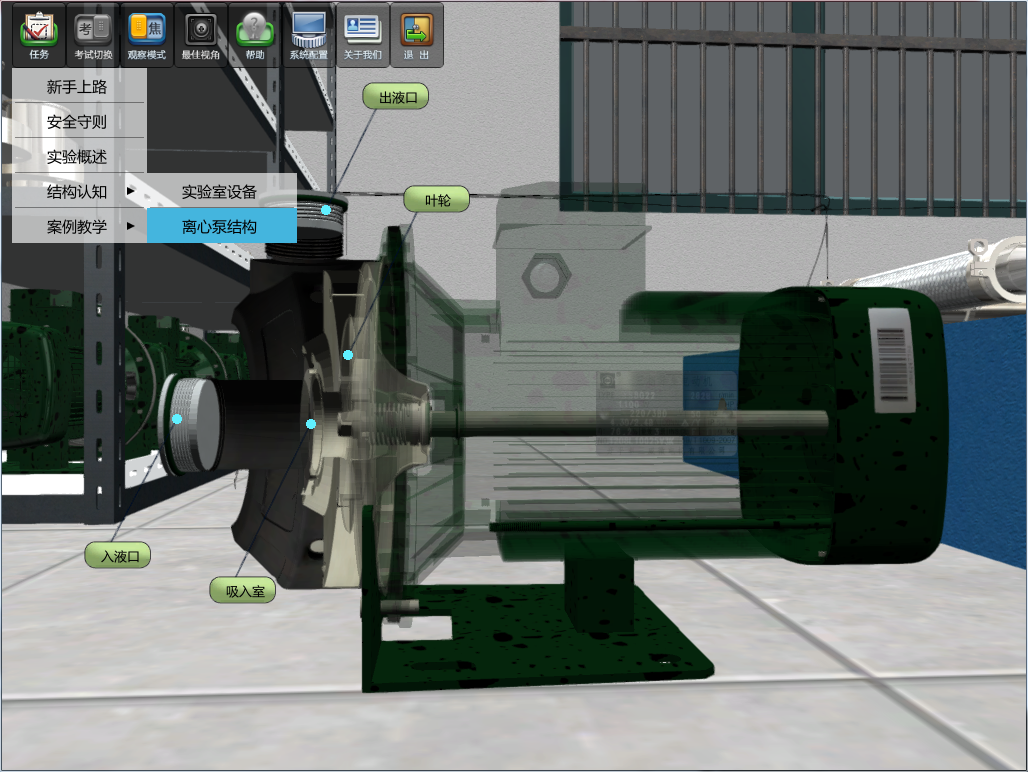 任务
考试切换
观察模式
最佳视角
帮助
系统配置
关于我们
退 出
考
焦
新手上路
安全守则
实验概述
结构认知
实验室设备
案例教学
离心泵结构
出液口
叶轮
入液口
吸入室